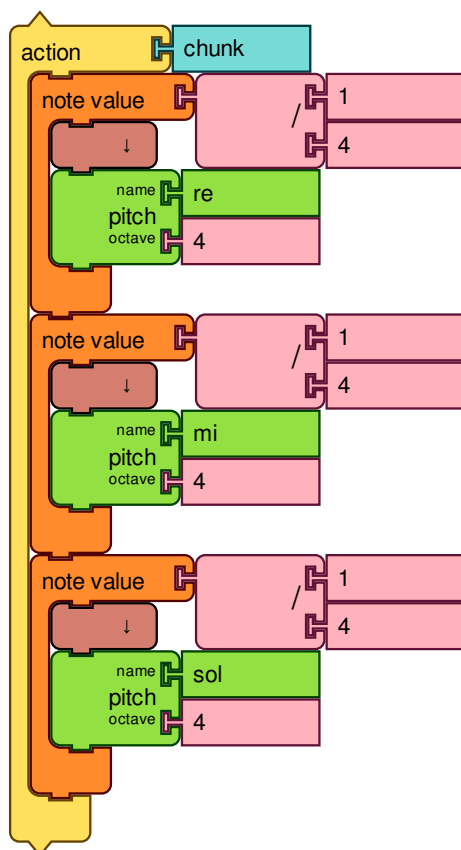 action chunk
note value / 1
4
↓
name re
pitch
octave 4
note value / 1
4
↓
name mi
pitch
octave 4
note value / 1
4
↓
name sol
pitch
octave 4